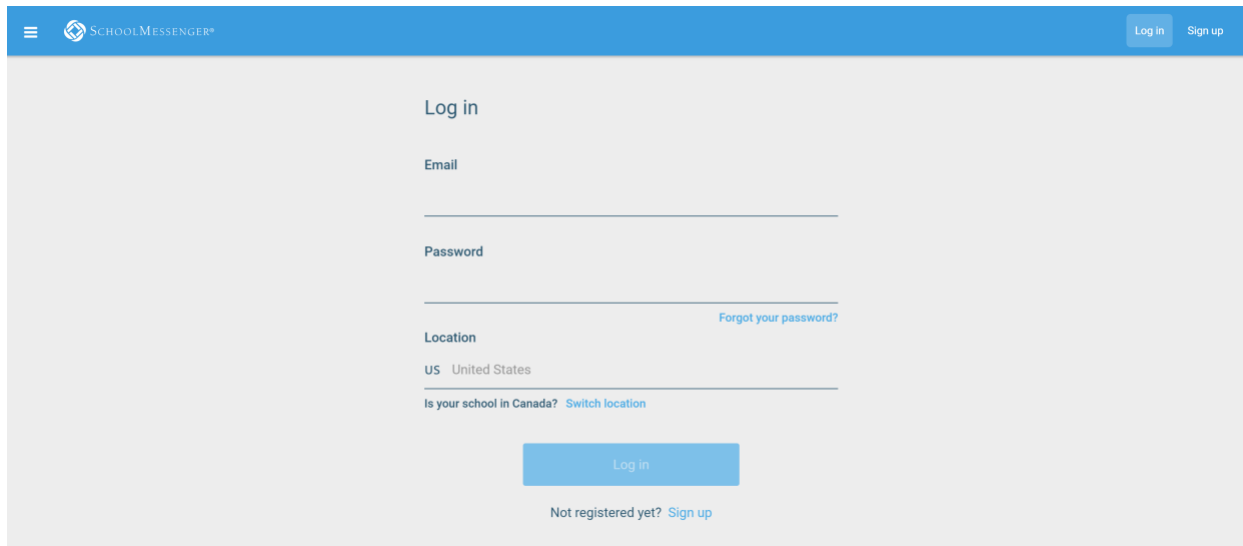 SCHOOLMESSENGER®
Log in
Sign up
Log in
Email
Password
Forgot your password?
Location
US United States
Is your school in Canada? Switch location
Log in
Not registered yet? Sign up